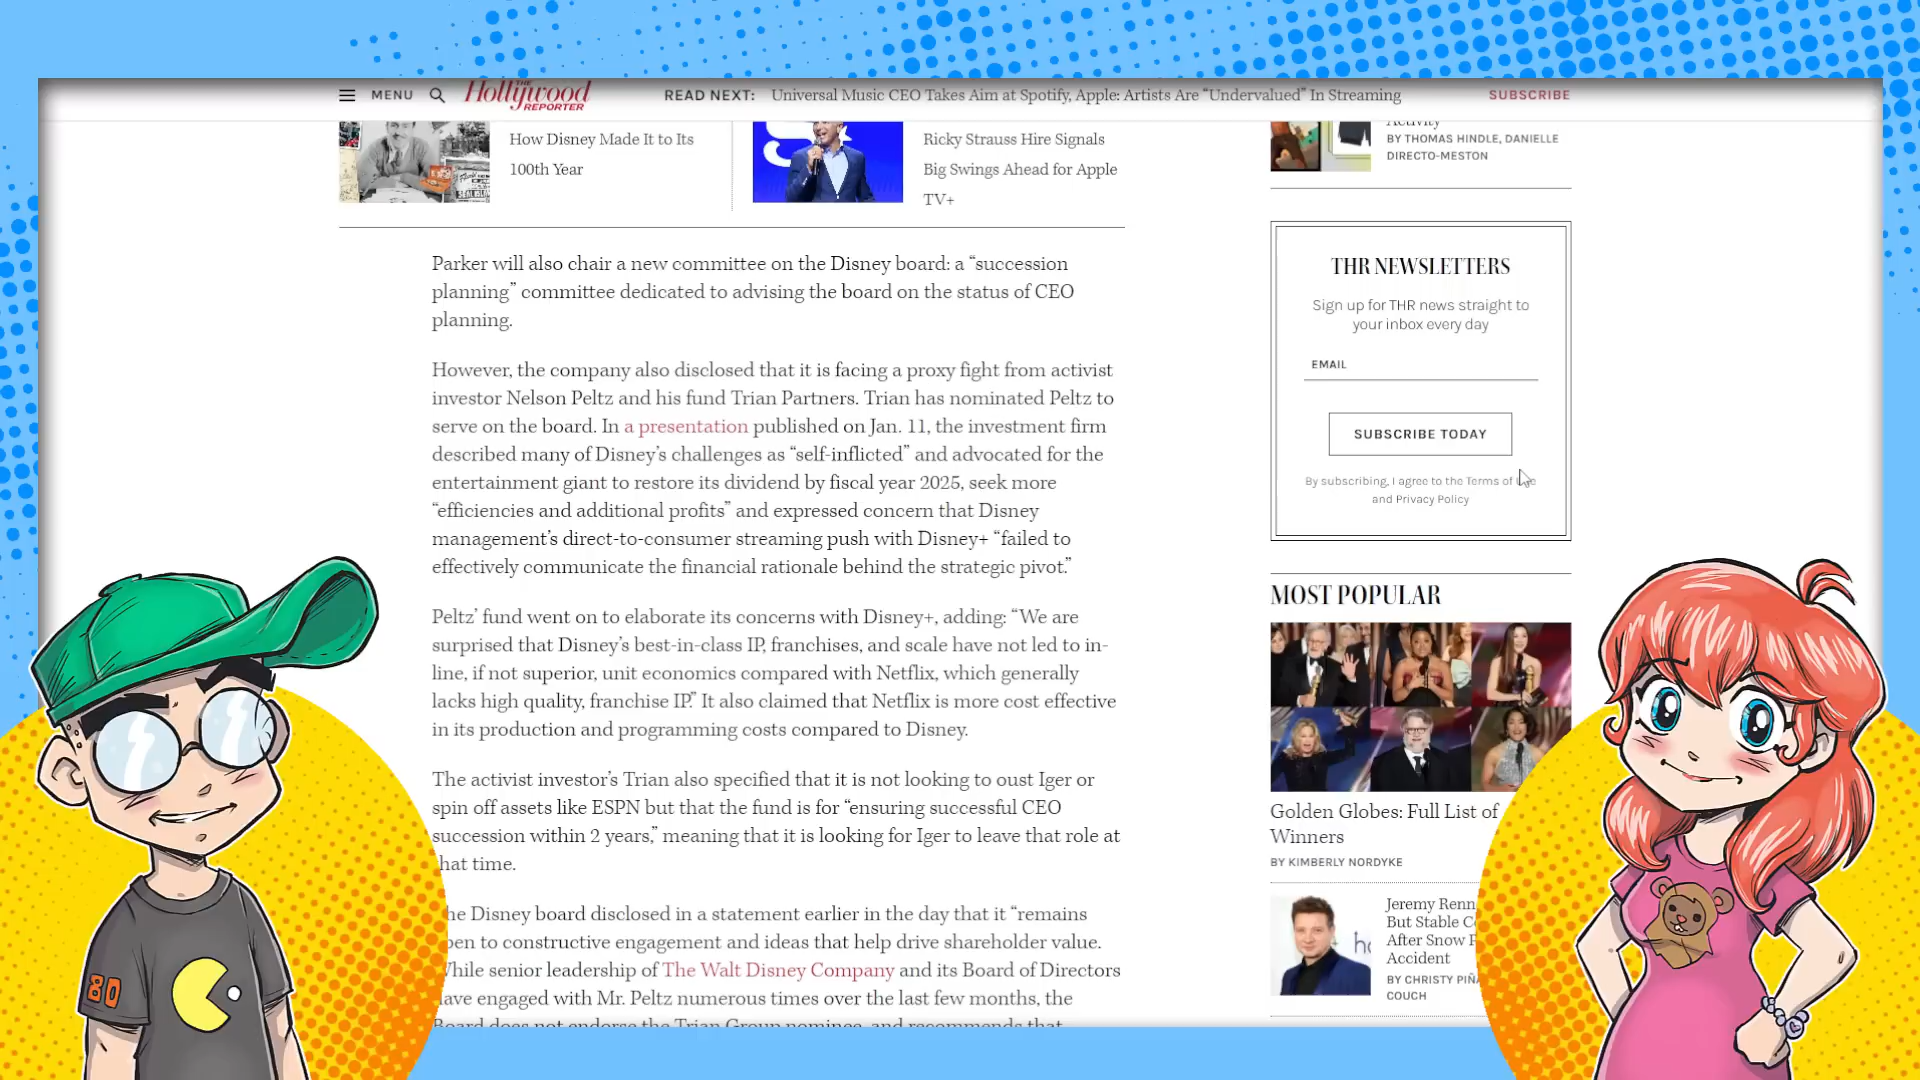 MENU
THE
Hollywood
REPORTER
READ NEXT: Universal Music CEO Takes Aim at Spotify, Apple: Artists Are “Undervalued” In Streaming
SUBSCRIBE
How Disney Made It to Its
100th Year
Ricky Strauss Hire Signals
Big Swings Ahead for Apple
TV+
Activity
BY THOMAS HINDLE, DANIELLE
DIRECTO-MESTON
Parker will also chair a new committee on the Disney board: a “succession
planning” committee dedicated to advising the board on the status of CEO
planning.
However, the company also disclosed that it is facing a proxy fight from activist
investor Nelson Peltz and his fund Trian Partners. Trian has nominated Peltz to
serve on the board. In a presentation published on Jan. 11, the investment firm
described many of Disney’s challenges as “self-inflicted” and advocated for the
entertainment giant to restore its dividend by fiscal year 2025, seek more
“efficiencies and additional profits” and expressed concern that Disney
management’s direct-to-consumer streaming push with Disney+ “failed to
effectively communicate the financial rationale behind the strategic pivot.”
Peltz’ fund went on to elaborate its concerns with Disney+, adding: “We are
surprised that Disney’s best-in-class IP, franchises, and scale have not led to in-
line, if not superior, unit economics compared with Netflix, which generally
lacks high quality, franchise IP.” It also claimed that Netflix is more cost effective
in its production and programming costs compared to Disney.
The activist investor’s Trian also specified that it is not looking to oust Iger or
spin off assets like ESPN but that the fund is for “ensuring successful CEO
succession within 2 years,” meaning that it is looking for Iger to leave that role at
hat time.
he Disney board disclosed in a statement earlier in the day that it “remains
pen to constructive engagement and ideas that help drive shareholder value.
While senior leadership of The Walt Disney Company and its Board of Directors
ave engaged with Mr. Peltz numerous times over the last few months, the
Board does not endorse the Trian Group nominee, and recommends that
THR NEWSLETTERS
Sign up for THR news straight to
your inbox every day
EMAIL
SUBSCRIBE TODAY
By subscribing, I agree to the Terms of Use
and Privacy Policy
MOST POPULAR
Golden Globes: Full List of
Winners
BY KIMBERLY NORDYKE
Jeremy Renn
But Stable C
After Snow P
Accident
BY CHRISTY PIÑ
COUCH
80